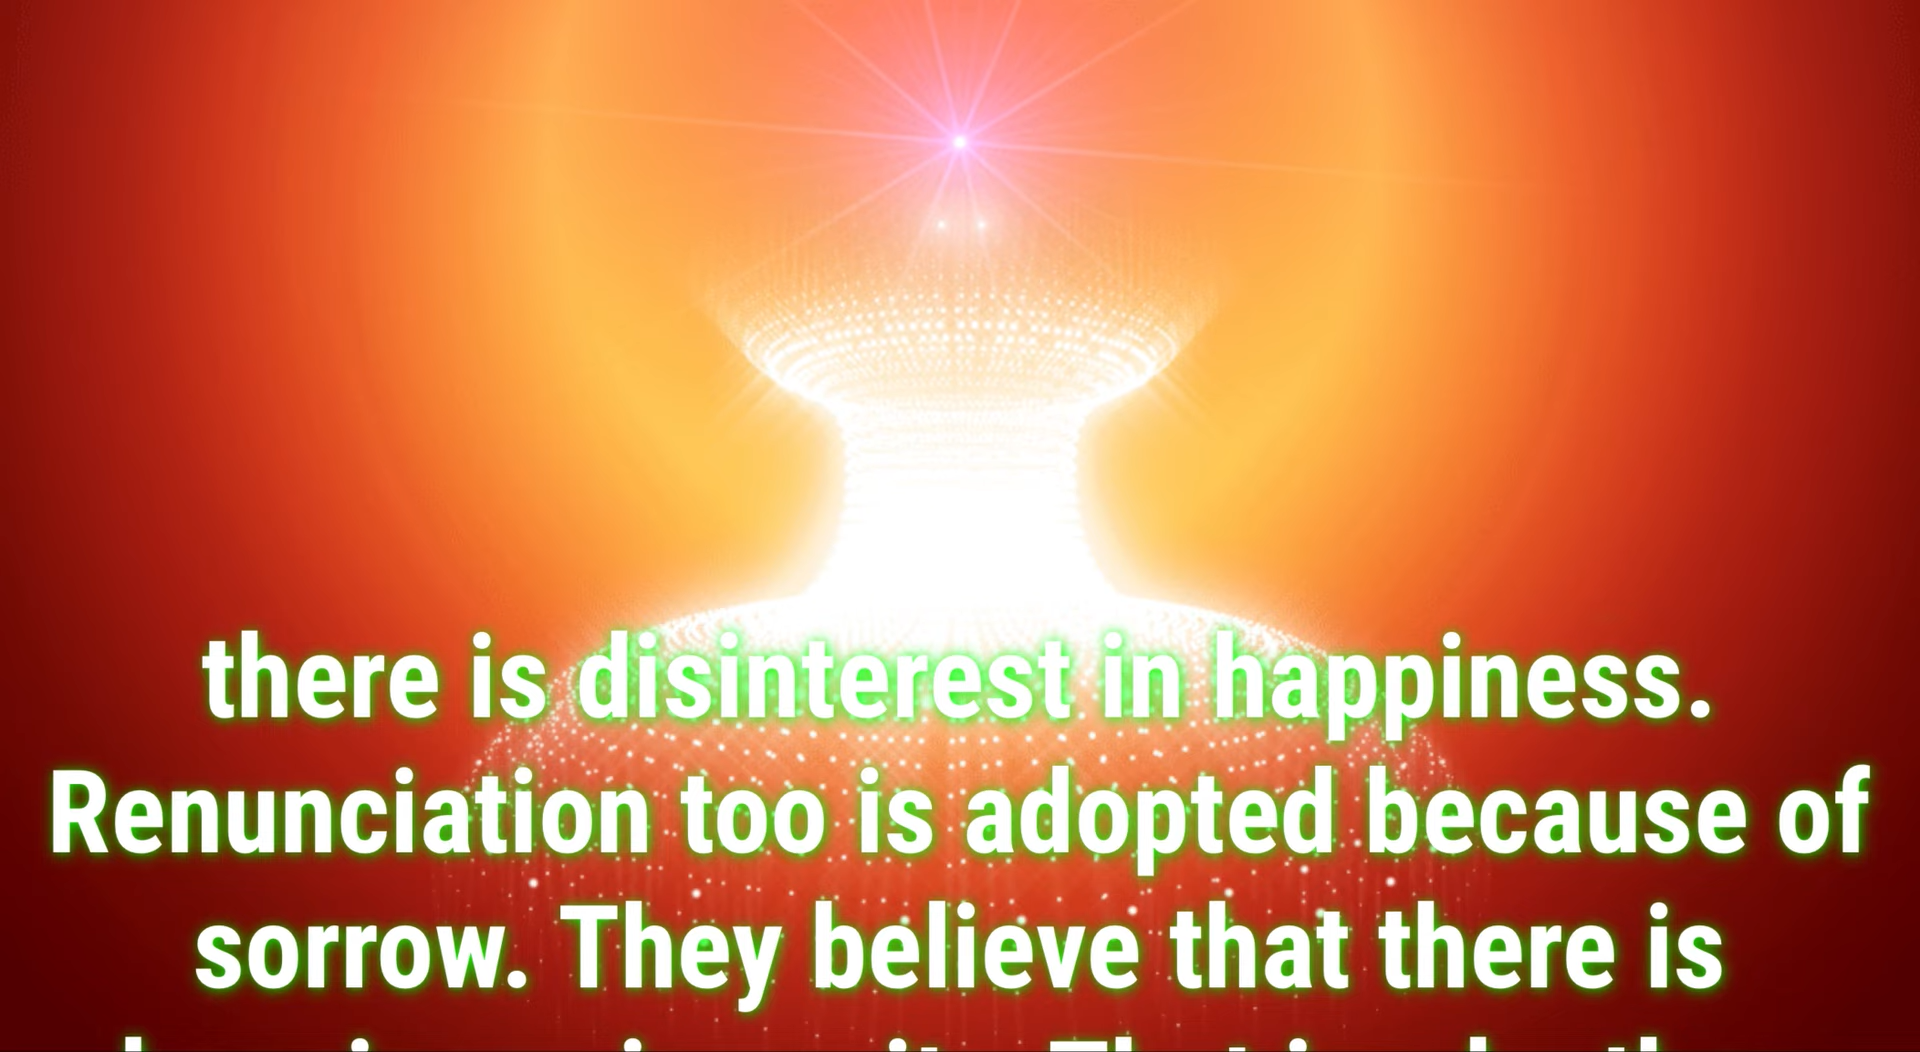 there is disinterest in happiness.
Renunciation too is adopted because of
sorrow. They believe that there is